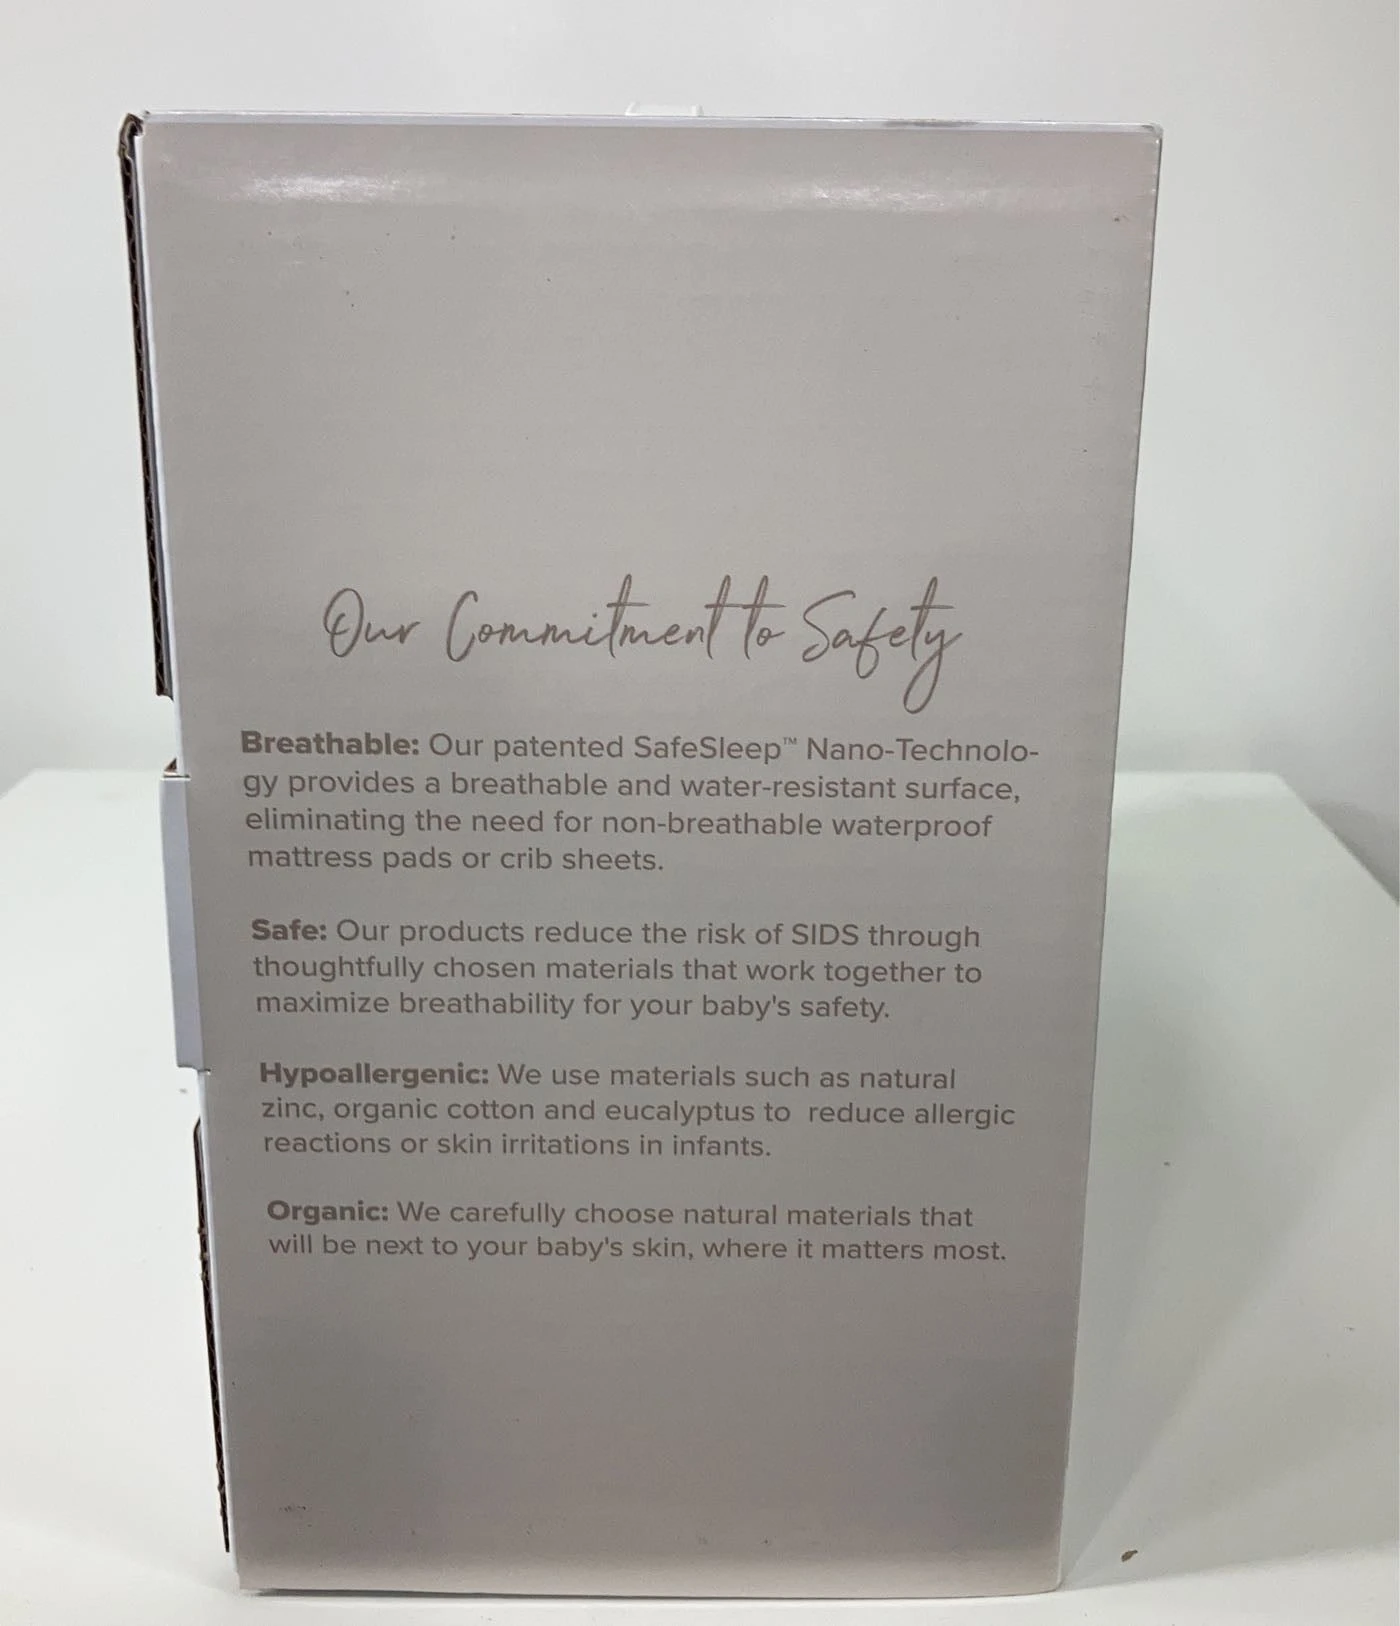 Our Commitment to Safety
Breathable: Our patented SafeSleep™ Nano-Technolo-
gy provides a breathable and water-resistant surface,
eliminating the need for non-breathable waterproof
mattress pads or crib sheets.
Safe: Our products reduce the risk of SIDS through
thoughtfully chosen materials that work together to
maximize breathability for your baby's safety.
Hypoallergenic: We use materials such as natural
zinc, organic cotton and eucalyptus to  reduce allergic
reactions or skin irritations in infants.
Organic: We carefully choose natural materials that
will be next to your baby's skin, where it matters most.